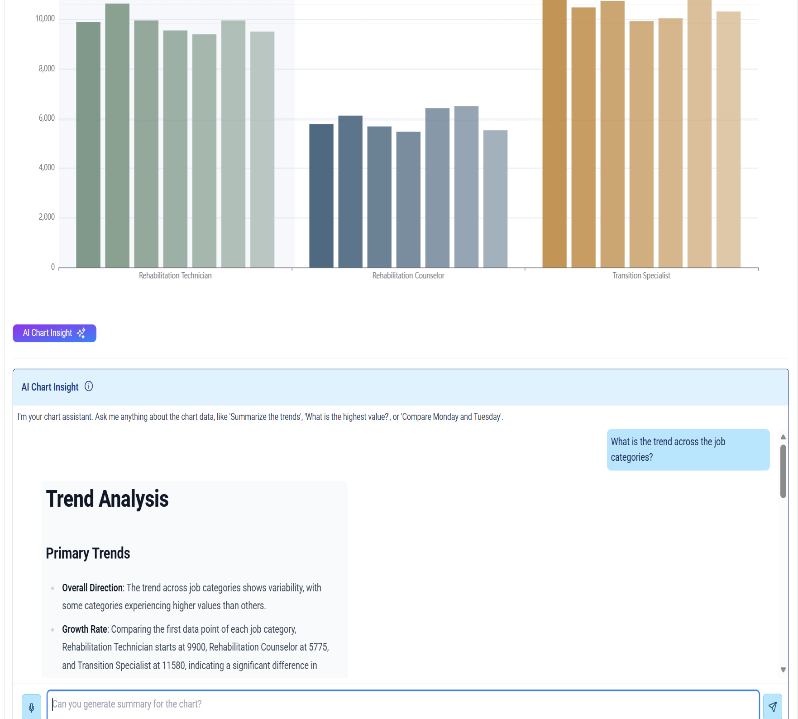 10,000
8,000
6,000
4,000
2,000
0
Rehabilitation Technician
Rehabilitation Counselor
Transition Specialist
AI Chart Insight
AI Chart Insight
I'm your chart assistant. Ask me anything about the chart data, like 'Summarize the trends', 'What is the highest value?', or 'Compare Monday and Tuesday'.
What is the trend across the job
categories?
Trend Analysis
Primary Trends
Overall Direction: The trend across job categories shows variability, with
some categories experiencing higher values than others.
Growth Rate: Comparing the first data point of each job category,
Rehabilitation Technician starts at 9900, Rehabilitation Counselor at 5775,
and Transition Specialist at 11580, indicating a significant difference in
Can you generate summary for the chart?